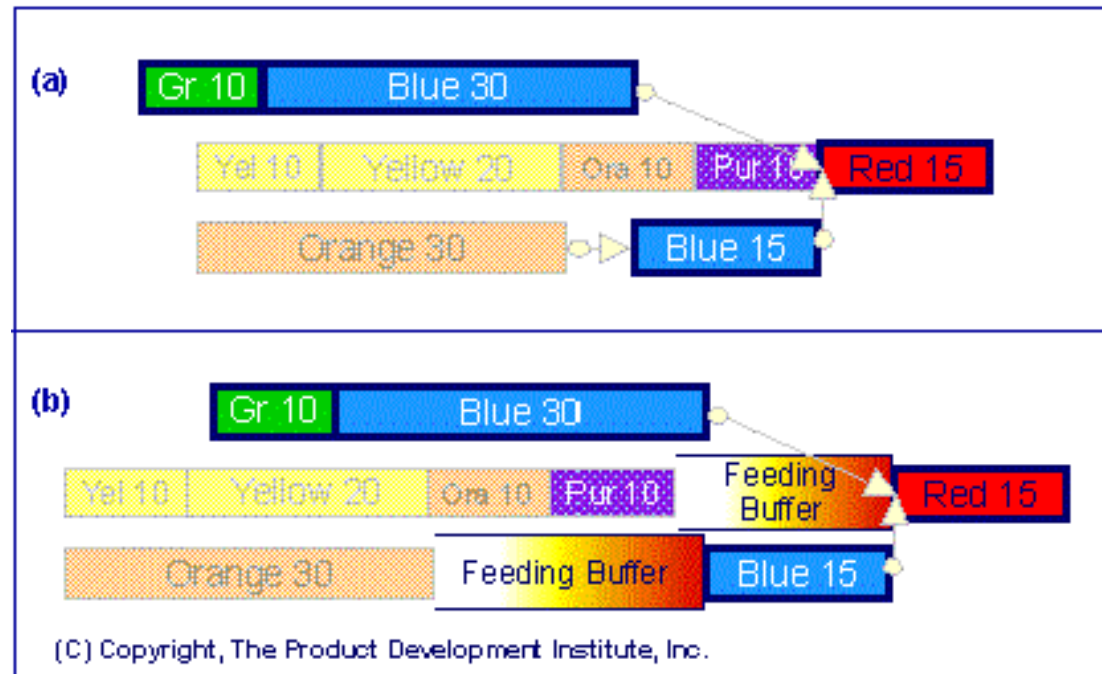 (a)
Gr 10 Blue 30
Yel 10 Yellow 20 Ora 10 Pur 10 Red 15
Orange 30 Blue 15
(b)
Gr 10 Blue 30
Yel 10 Yellow 20 Ora 10 Pur 10 Feeding Buffer Red 15
Orange 30 Feeding Buffer Blue 15
(C) Copyright, The Product Development Institute, Inc.